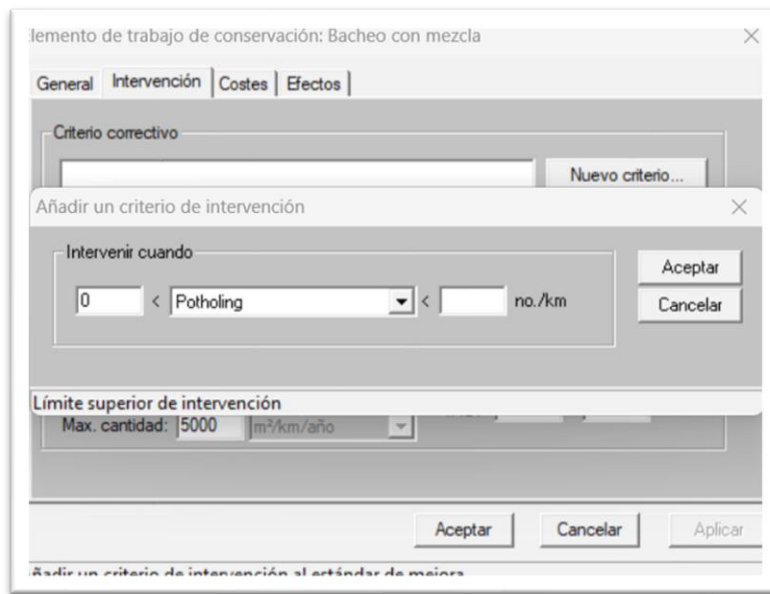 lemento de trabajo de conservación: Bacheo con mezcla
General Intervención Costes Efectos
Criterio correctivo
Nuevo criterio...
Añadir un criterio de intervención
Intervenir cuando
Aceptar
0 < Potholing < no./km
Cancelar
Límite superior de intervención
Max. cantidad: 5000 m²/km/año
Aceptar Cancelar Aplicar
ñadir un criterio de intervención al estándar de mejora